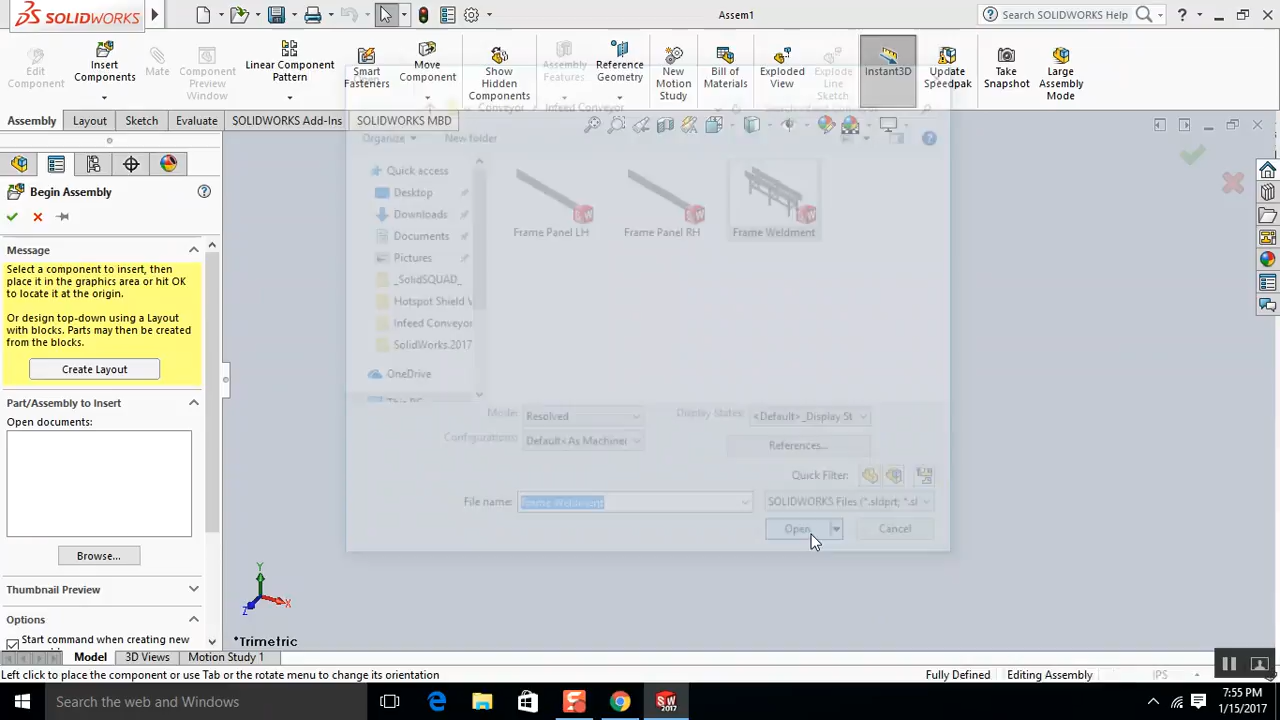 SOLIDWORKS
Assem1
Search SOLIDWORKS Help
Edit Component
Insert Components
Mate
Component Preview Window
Linear Component Pattern
Smart Fasteners
Move Component
Show Hidden Components
Assembly Features
Reference Geometry
New Motion Study
Bill of Materials
Exploded View
Explode Line Sketch
Instant3D
Update Speedpak
Take Snapshot
Large Assembly Mode
Assembly Layout Sketch Evaluate SOLIDWORKS Add-Ins SOLIDWORKS MBD
Conveyor Infeed Conveyor
Organize New folder
Begin Assembly
Message
Select a component to insert, then
place it in the graphics area or hit OK
to locate it at the origin.
Or design top-down using a Layout
with blocks. Parts may then be created
from the blocks.
Create Layout
Part/Assembly to Insert
Open documents:
Browse...
Thumbnail Preview
Options
Start command when creating new
Quick access
Desktop
Downloads
Documents
Pictures
_SolidSQUAD_
Hotspot Shield
Infeed Conveyor
SolidWorks.2017
OneDrive
This PC
Frame Panel LH
Frame Panel RH
Frame Weldment
Mode: Resolved
Display States: <Default>_Display St
Configurations: Default<As Machine
References...
Quick Filter:
File name: Frame Weldment
SOLIDWORKS Files (*.sldprt; *.sl
Open Cancel
Y
X
Z
*Trimetric
Model 3D Views Motion Study 1
Left click to place the component or use Tab or the rotate menu to change its orientation
Fully Defined Editing Assembly IPS
Search the web and Windows
SW
2017
7:55 PM
1/15/2017